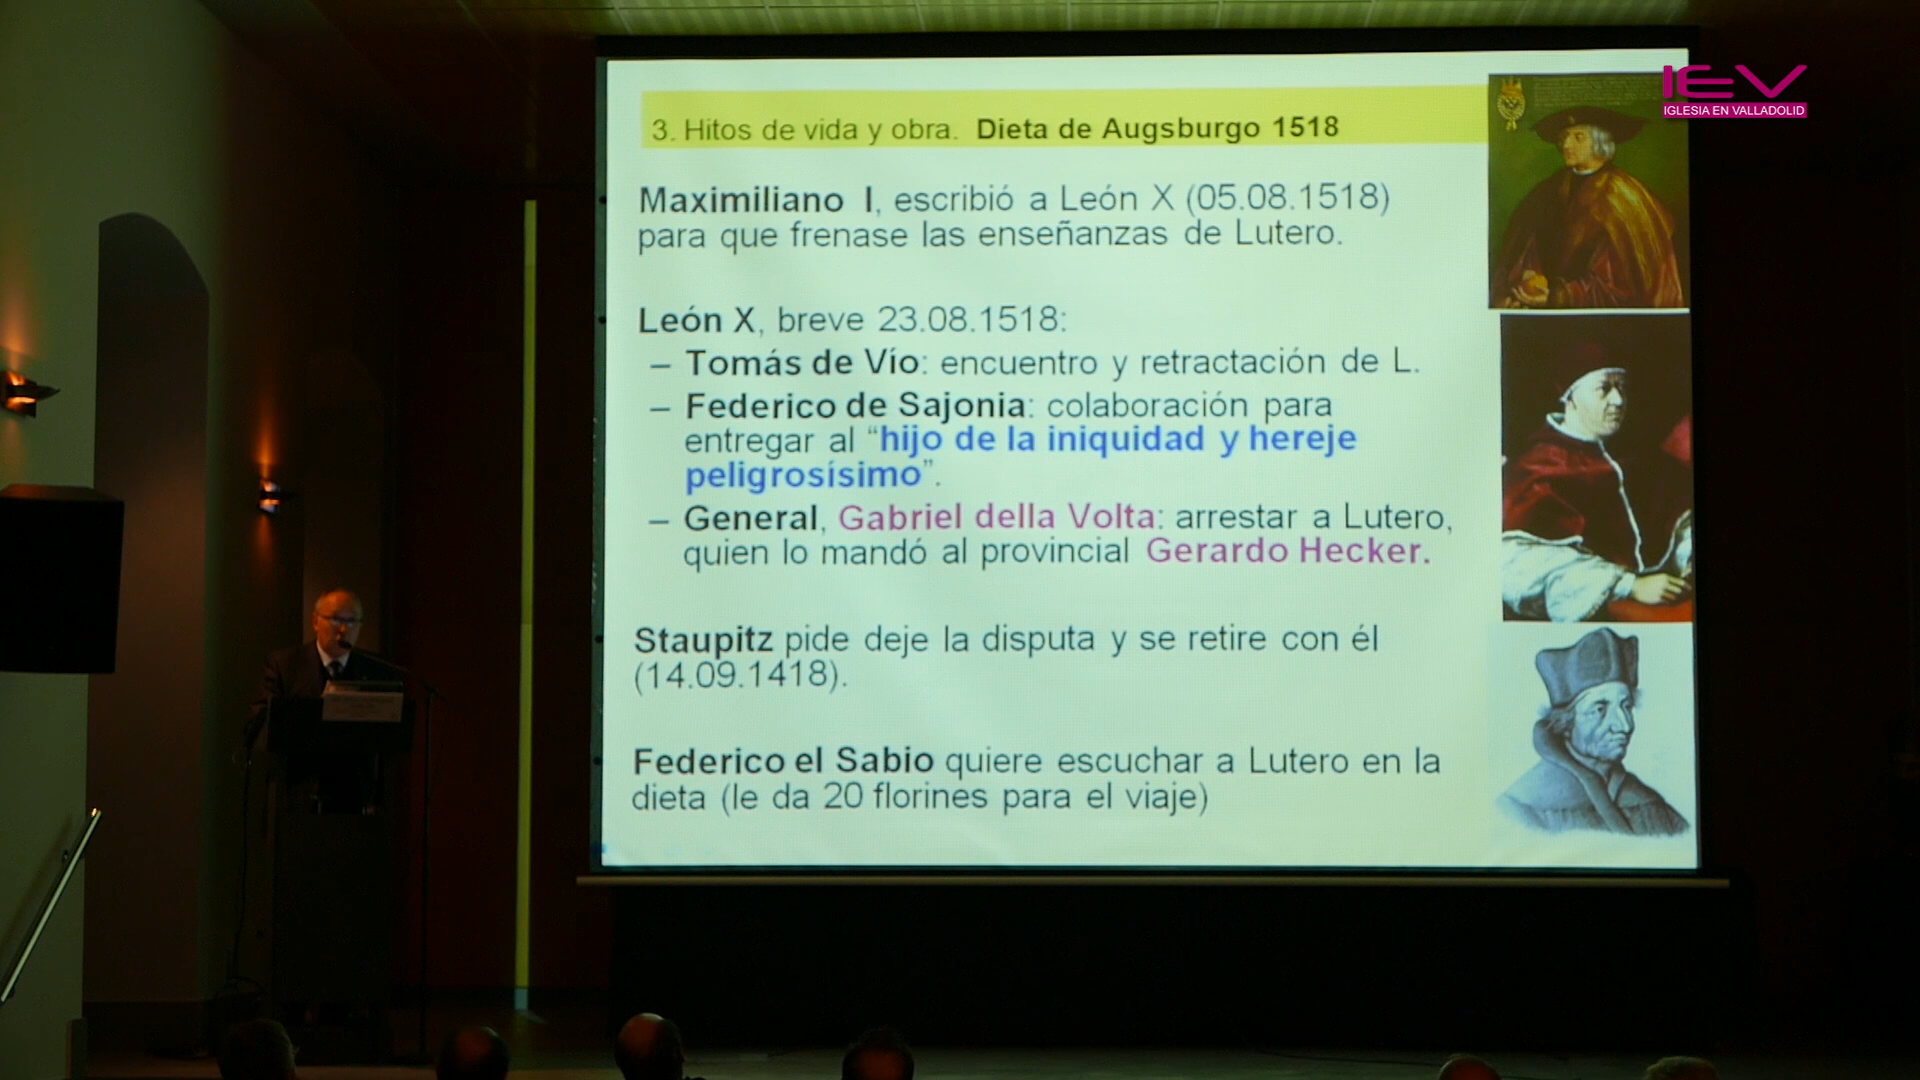 IEV
IGLESIA EN VALLADOLID
3. Hitos de vida y obra. Dieta de Augsburgo 1518
Maximiliano I, escribió a León X (05.08.1518)
para que frenase las enseñanzas de Lutero.
León X, breve 23.08.1518:
– Tomás de Vío: encuentro y retractación de L.
– Federico de Sajonia: colaboración para
entregar al “hijo de la iniquidad y hereje
peligrosísimo”.
– General, Gabriel della Volta: arrestar a Lutero,
quien lo mandó al provincial Gerardo Hecker.
Staupitz pide deje la disputa y se retire con él
(14.09.1418).
Federico el Sabio quiere escuchar a Lutero en la
dieta (le da 20 florines para el viaje)